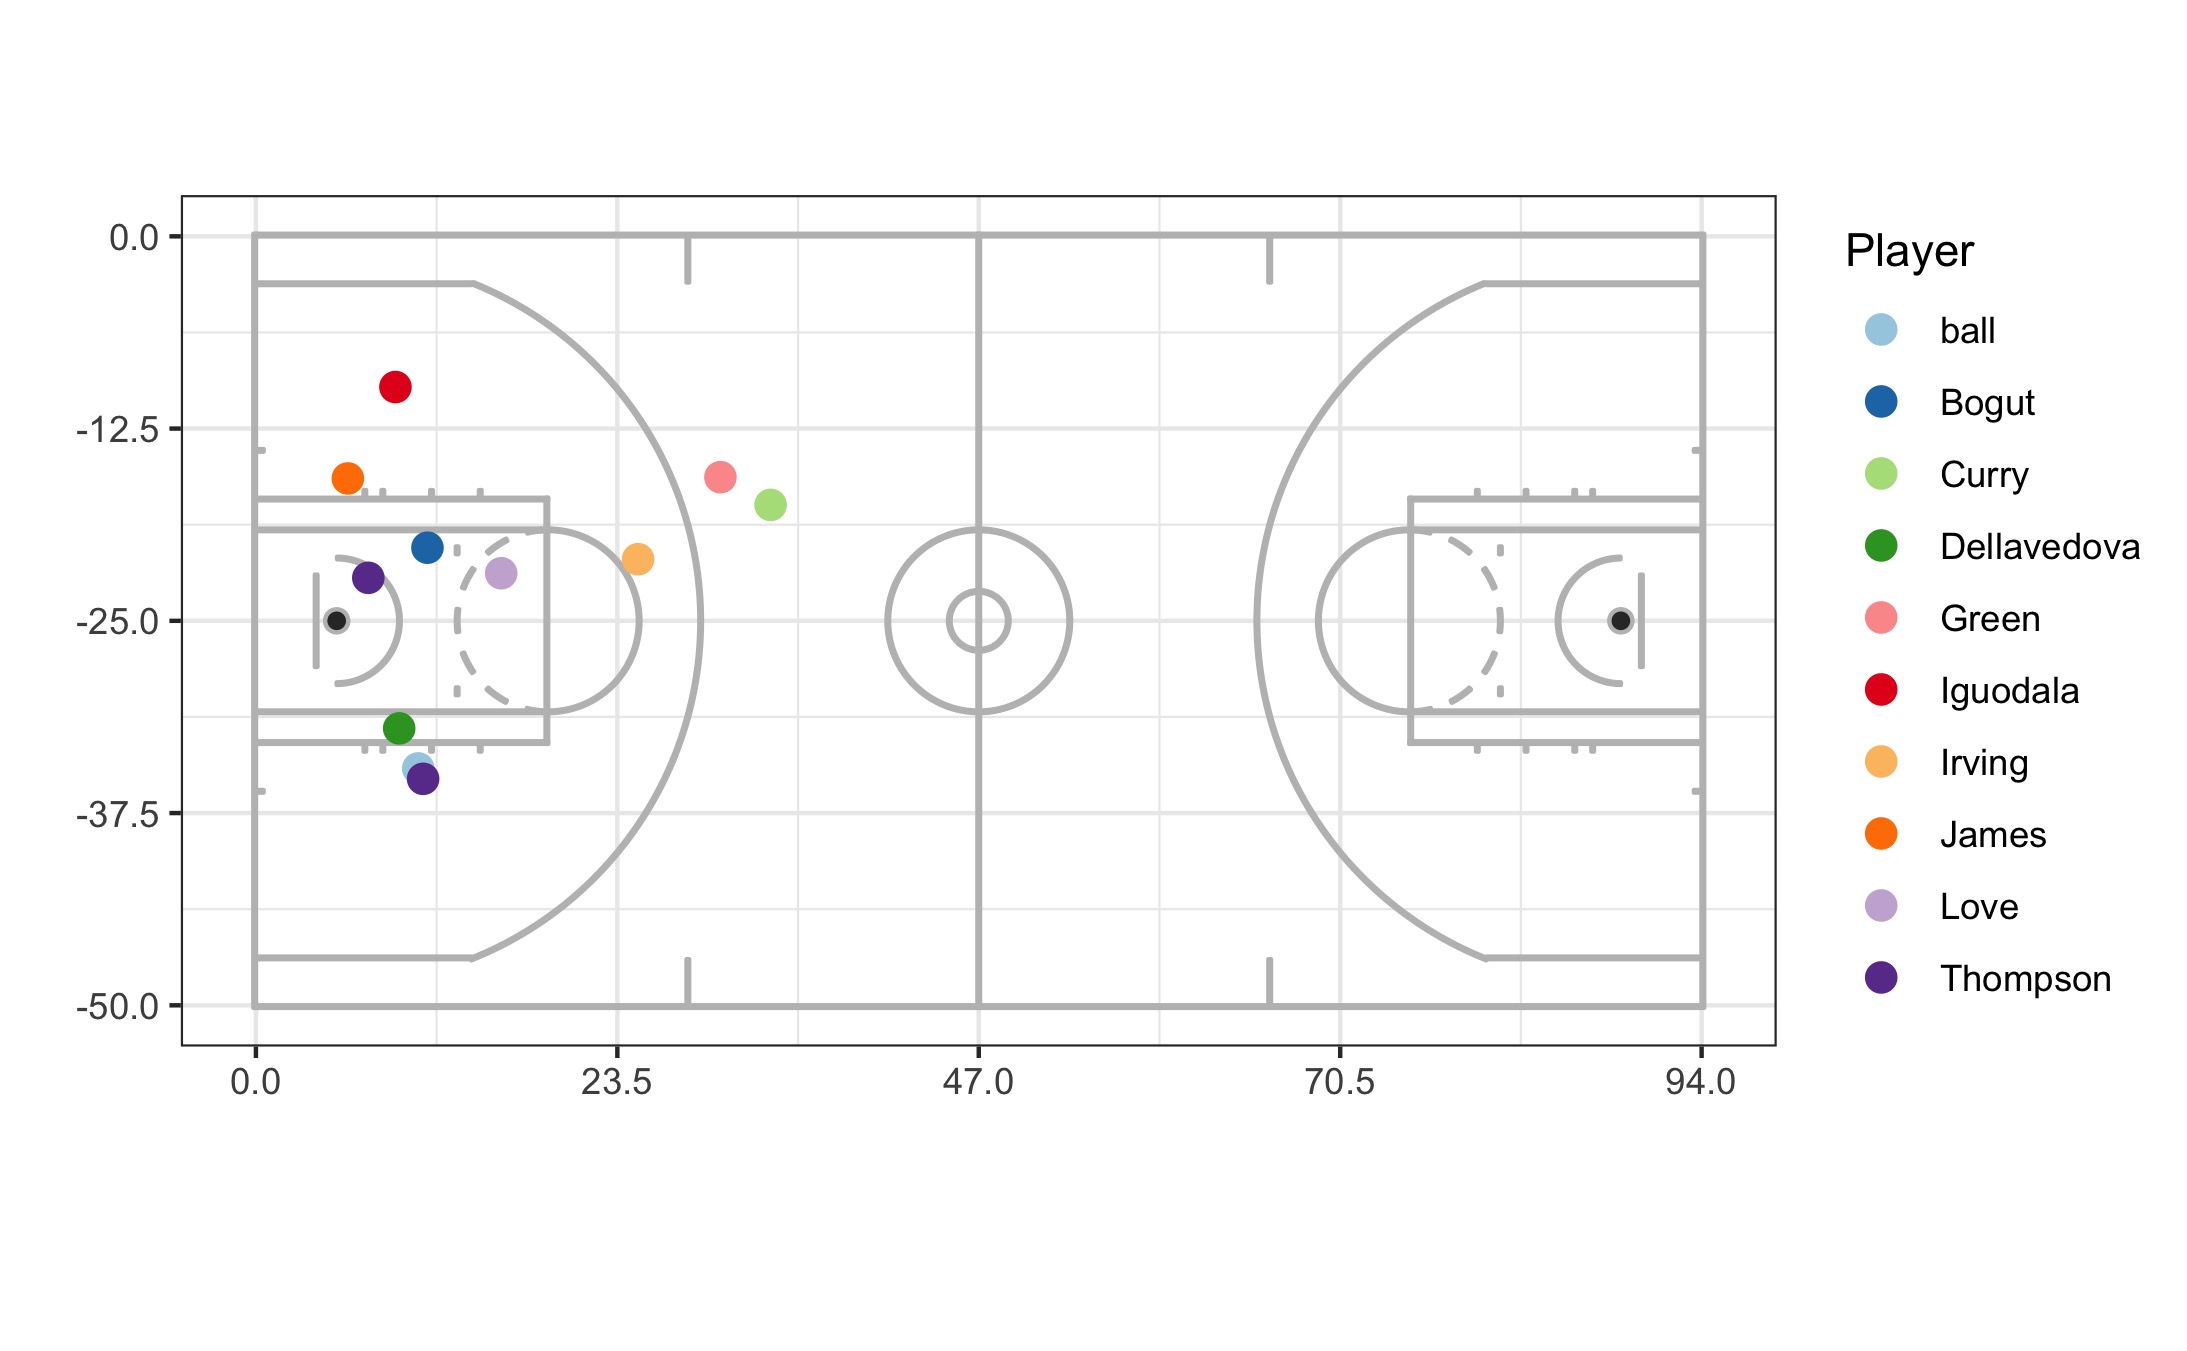 0.0
-12.5
-25.0
-37.5
-50.0
0.0 23.5 47.0 70.5 94.0
Player
ball
Bogut
Curry
Dellavedova
Green
Iguodala
Irving
James
Love
Thompson